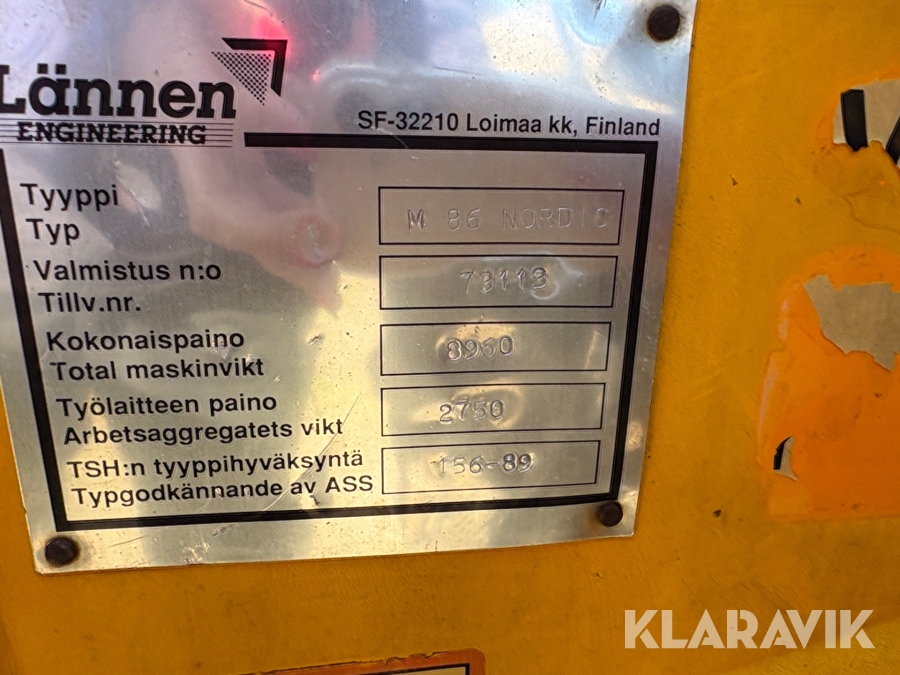 Lännen
ENGINEERING
SF-32210 Loimaa kk, Finland
Tyyppi
Typ
M 86 NORDIC
Valmistus n:o
Tillv.nr.
73113
Kokonaispaino
Total maskinvikt
8960
Työlaitteen paino
Arbetsaggregatets vikt
2750
TSH:n tyyppihyväksyntä
Typgodkännande av ASS
156-89
KLARAVIK